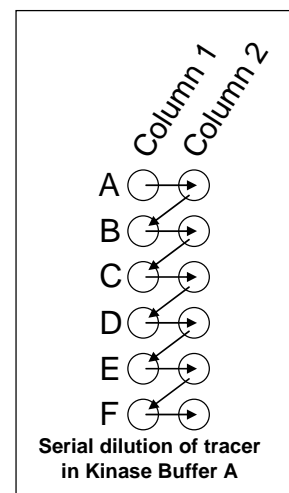 Column 1
Column 2
A
B
C
D
E
F
Serial dilution of tracer
in Kinase Buffer A